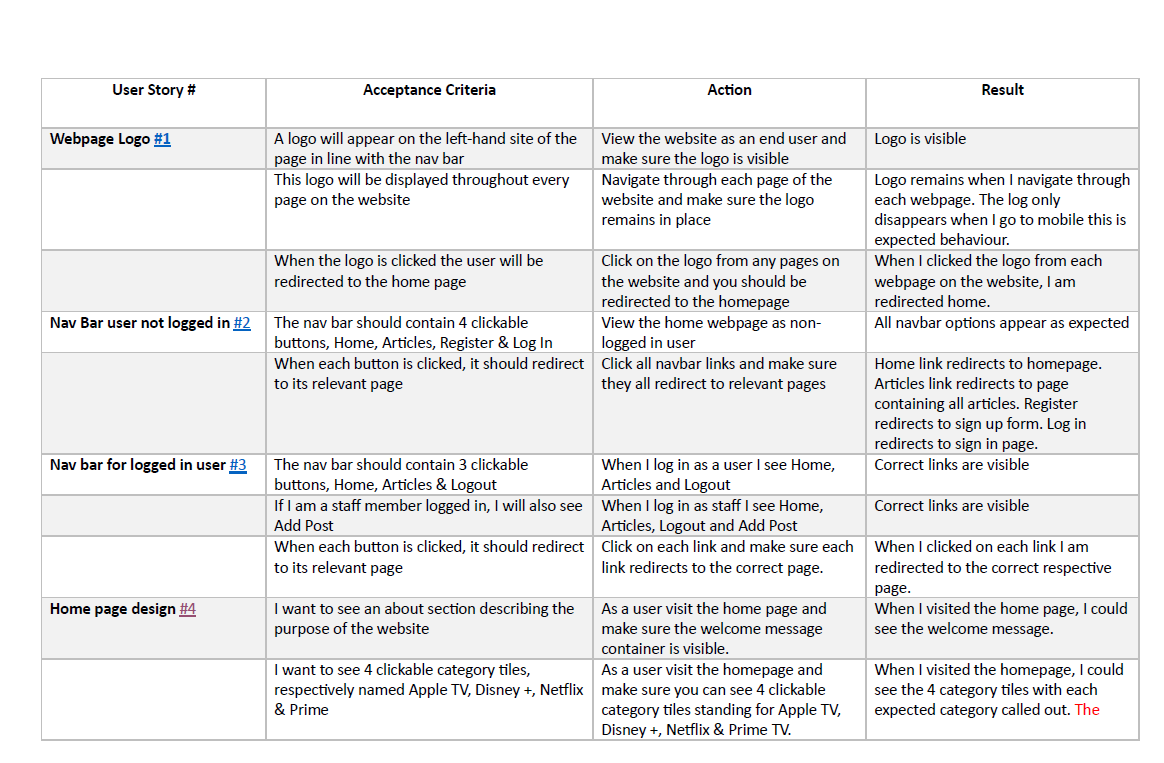 User Story #
Acceptance Criteria
Action
Result
Webpage Logo #1
A logo will appear on the left-hand site of the
page in line with the nav bar
View the website as an end user and
make sure the logo is visible
Logo is visible
This logo will be displayed throughout every
page on the website
Navigate through each page of the
website and make sure the logo
remains in place
Logo remains when I navigate through
each webpage. The log only
disappears when I go to mobile this is
expected behaviour.
When the logo is clicked the user will be
redirected to the home page
Click on the logo from any pages on
the website and you should be
redirected to the homepage
When I clicked the logo from each
webpage on the website, I am
redirected home.
Nav Bar user not logged in #2
The nav bar should contain 4 clickable
buttons, Home, Articles, Register & Log In
View the home webpage as non-
logged in user
All navbar options appear as expected
When each button is clicked, it should redirect
to its relevant page
Click all navbar links and make sure
they all redirect to relevant pages
Home link redirects to homepage.
Articles link redirects to page
containing all articles. Register
redirects to sign up form. Log in
redirects to sign in page.
Nav bar for logged in user #3
The nav bar should contain 3 clickable
buttons, Home, Articles & Logout
When I log in as a user I see Home,
Articles and Logout
Correct links are visible
If I am a staff member logged in, I will also see
Add Post
When I log in as staff I see Home,
Articles, Logout and Add Post
Correct links are visible
When each button is clicked, it should redirect
to its relevant page
Click on each link and make sure each
link redirects to the correct page.
When I clicked on each link I am
redirected to the correct respective
page.
Home page design #4
I want to see an about section describing the
purpose of the website
As a user visit the home page and
make sure the welcome message
container is visible.
When I visited the home page, I could
see the welcome message.
I want to see 4 clickable category tiles,
respectively named Apple TV, Disney +, Netflix
& Prime
As a user visit the homepage and
make sure you can see 4 clickable
category tiles standing for Apple TV,
Disney +, Netflix & Prime TV.
When I visited the homepage, I could
see the 4 category tiles with each
expected category called out. The